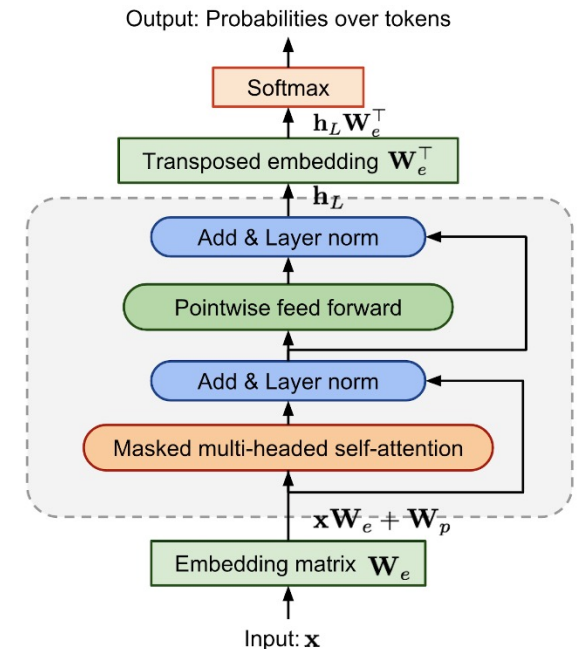 Output: Probabilities over tokens
Softmax
h_L W_e^⊤
Transposed embedding W_e^⊤
h_L
Add & Layer norm
Pointwise feed forward
Add & Layer norm
Masked multi-headed self-attention
xW_e + W_p
Embedding matrix W_e
Input: x